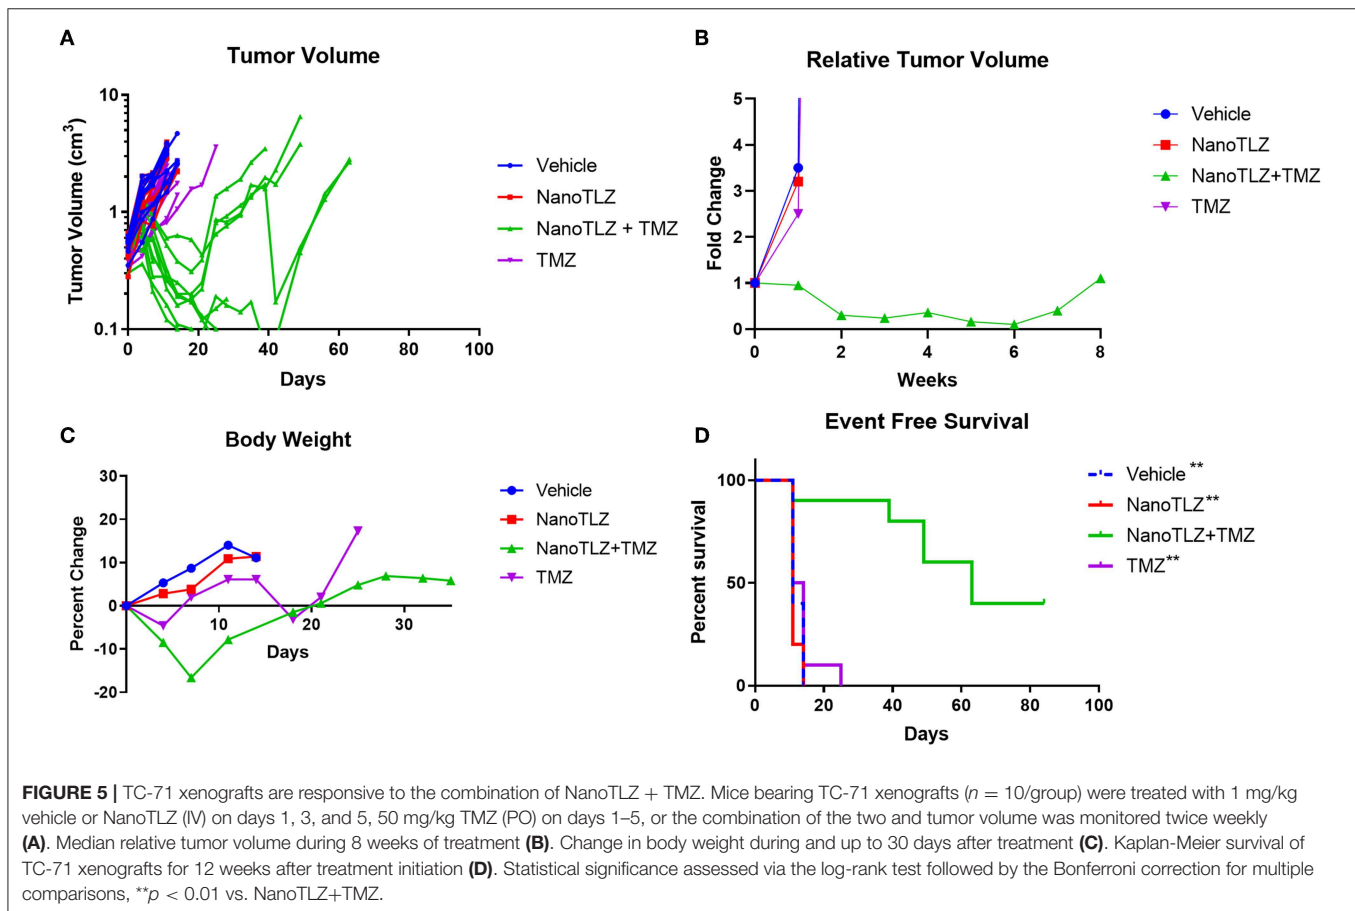 A
Tumor Volume
Tumor Volume (cm3)
10
1
0.1
0 20 40 60 80 100
Days
Vehicle
NanoTLZ
NanoTLZ + TMZ
TMZ
B
Relative Tumor Volume
Fold Change
5
4
3
2
1
0
0 2 4 6 8
Weeks
Vehicle
NanoTLZ
NanoTLZ+TMZ
TMZ
C
Body Weight
Percent Change
30
20
10
0
-10
-20
10 20 30
Days
Vehicle
NanoTLZ
NanoTLZ+TMZ
TMZ
D
Event Free Survival
Percent survival
100
50
0
0 20 40 60 80 100
Days
Vehicle **
NanoTLZ**
NanoTLZ+TMZ
TMZ**
FIGURE 5 | TC-71 xenografts are responsive to the combination of NanoTLZ + TMZ. Mice bearing TC-71 xenografts (n = 10/group) were treated with 1 mg/kg
vehicle or NanoTLZ (IV) on days 1, 3, and 5, 50 mg/kg TMZ (PO) on days 1–5, or the combination of the two and tumor volume was monitored twice weekly
(A). Median relative tumor volume during 8 weeks of treatment (B). Change in body weight during and up to 30 days after treatment (C). Kaplan-Meier survival of
TC-71 xenografts for 12 weeks after treatment initiation (D). Statistical significance assessed via the log-rank test followed by the Bonferroni correction for multiple
comparisons, **p < 0.01 vs. NanoTLZ+TMZ.